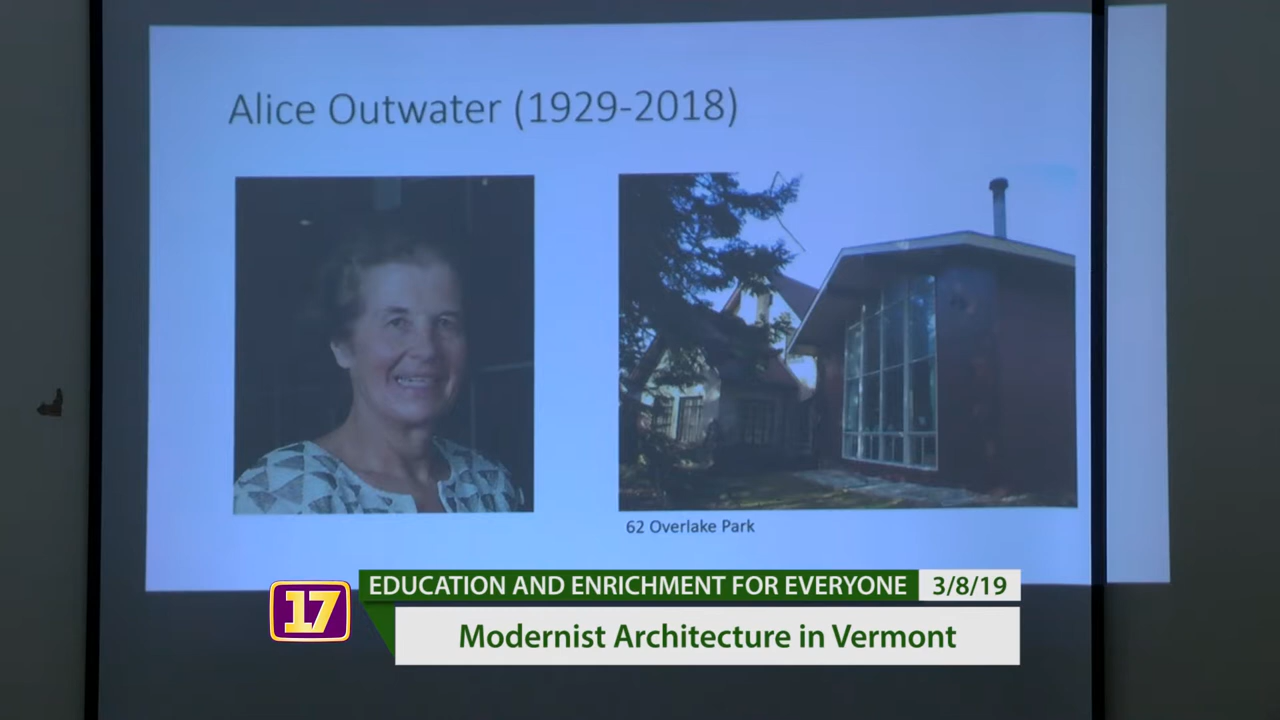 Alice Outwater (1929-2018)
62 Overlake Park
17
EDUCATION AND ENRICHMENT FOR EVERYONE
3/8/19
Modernist Architecture in Vermont